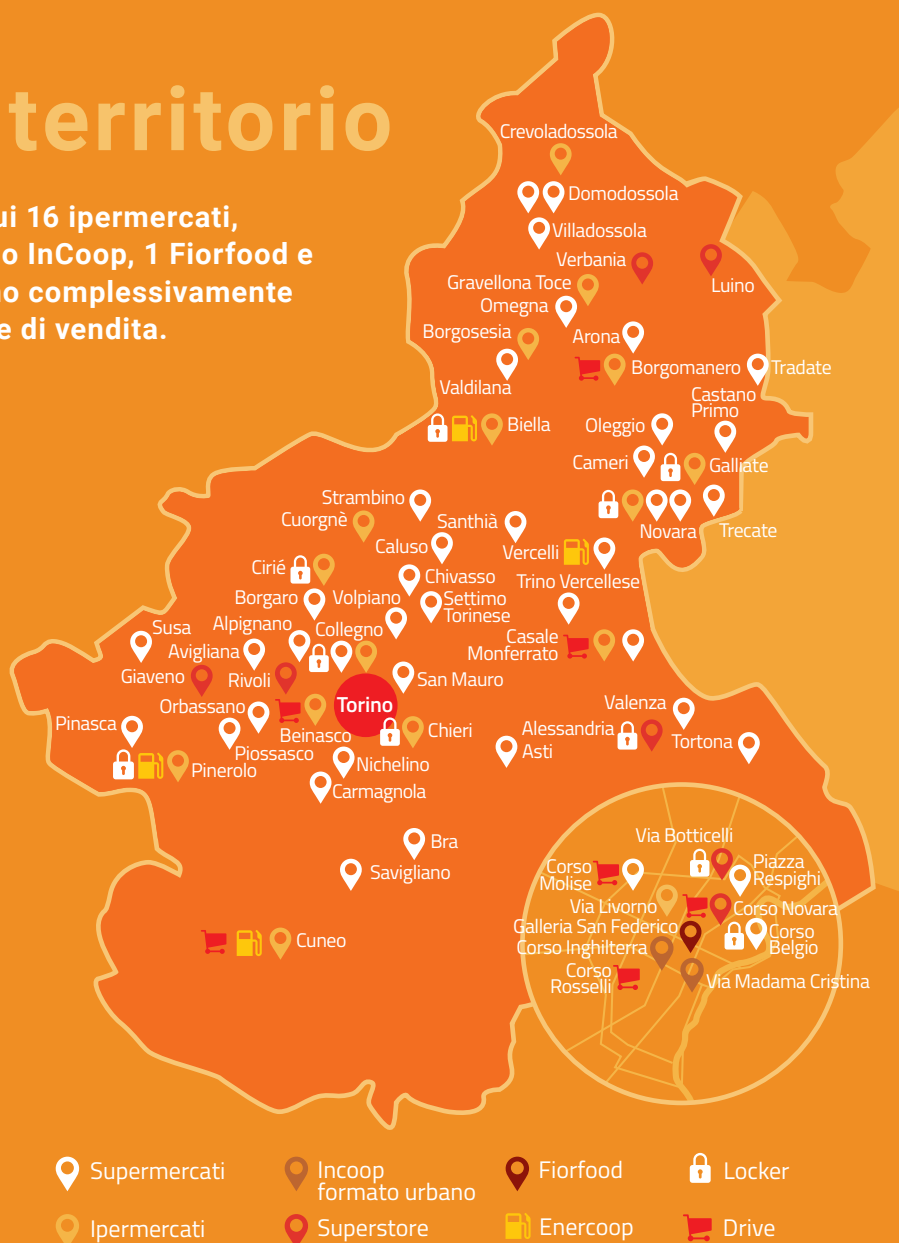 territorio
ui 16 ipermercati,
o InCoop, 1 Fiorfood e
no complessivamente
e di vendita.
Crevoladossola
Domodossola
Villadossola
Verbania
Luino
Gravellona Toce
Omegna
Borgosesia
Arona
Valdilana
Borgomanero
Tradate
Castano
Primo
Biella
Oleggio
Cameri
Galliate
Strambino
Cuorgnè
Santhià
Novara
Trecate
Caluso
Vercelli
Cirié
Chivasso
Trino Vercellese
Borgaro
Volpiano
Settimo
Torinese
Susa
Alpignano
Collegno
Avigliana
Casale
Monferrato
Giaveno
Rivoli
San Mauro
Orbassano
Torino
Valenza
Pinasca
Beinasco
Chieri
Alessandria
Asti
Tortona
Piossasco
Nichelino
Pinerolo
Carmagnola
Bra
Savigliano
Cuneo
Via Botticelli
Corso
Molise
Piazza
Respighi
Via Livorno
Corso Novara
Galleria San Federico
Corso Inghilterra
Corso
Belgio
Corso
Rosselli
Via Madama Cristina
Supermercati
Incoop
formato urbano
Fiorfood
Locker
Ipermercati
Superstore
Enercoop
Drive